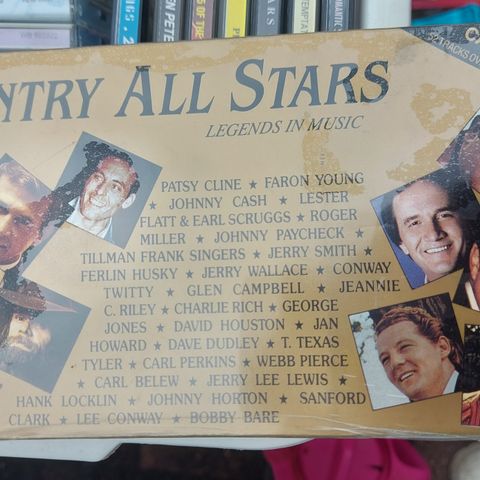 NTRY ALL STARS
LEGENDS IN MUSIC
TRACKS OV
PATSY CLINE ★ FARON YOUNG
★ JOHNNY CASH ★ LESTER
FLATT & EARL SCRUGGS ★ ROGER
MILLER ★ JOHNNY PAYCHECK ★
TILLMAN FRANK SINGERS ★ JERRY SMITH ★
FERLIN HUSKY ★ JERRY WALLACE ★ CONWAY
TWITTY ★ GLEN CAMPBELL ★ JEANNIE
C. RILEY ★ CHARLIE RICH ★ GEORGE
JONES ★ DAVID HOUSTON ★ JAN
HOWARD ★ DAVE DUDLEY ★ T. TEXAS
TYLER ★ CARL PERKINS ★ WEBB PIERCE
★ CARL BELEW ★ JERRY LEE LEWIS ★
HANK LOCKLIN ★ JOHNNY HORTON ★ SANFORD
CLARK ★ LEE CONWAY ★ BOBBY BARE